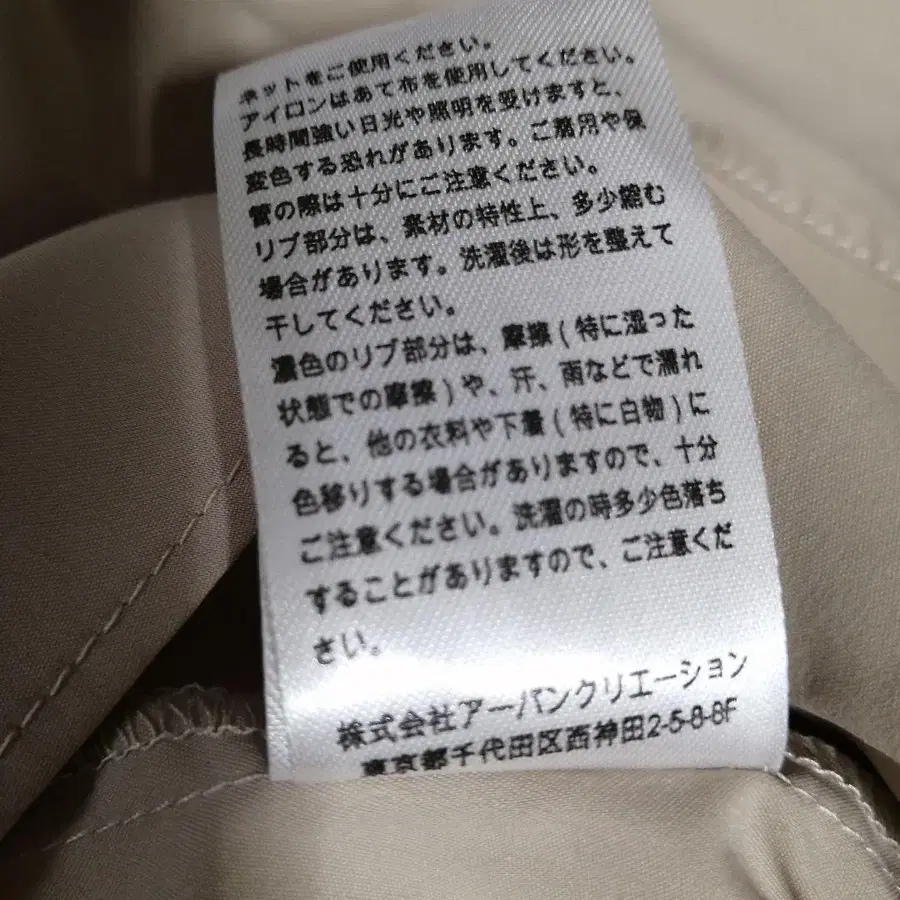 ネットをご使用ください。
アイロンはあて布を使用してください。
長時間強い日光や照明を受けますと、
変色する恐れがあります。ご着用や保
管の際は十分にご注意ください。
リブ部分は、素材の特性上、多少縮む
場合があります。洗濯後は形を整えて
干してください。
濃色のリブ部分は、摩擦(特に湿った
状態での摩擦)や、汗、雨などで濡れ
ると、他の衣料や下着(特に白物)に
色移りする場合がありますので、十分
ご注意ください。洗濯の時多少色落ち
することがありますので、ご注意くだ
さい。
株式会社アーバンクリエーション
東京都千代田区西神田2-5-8-8F